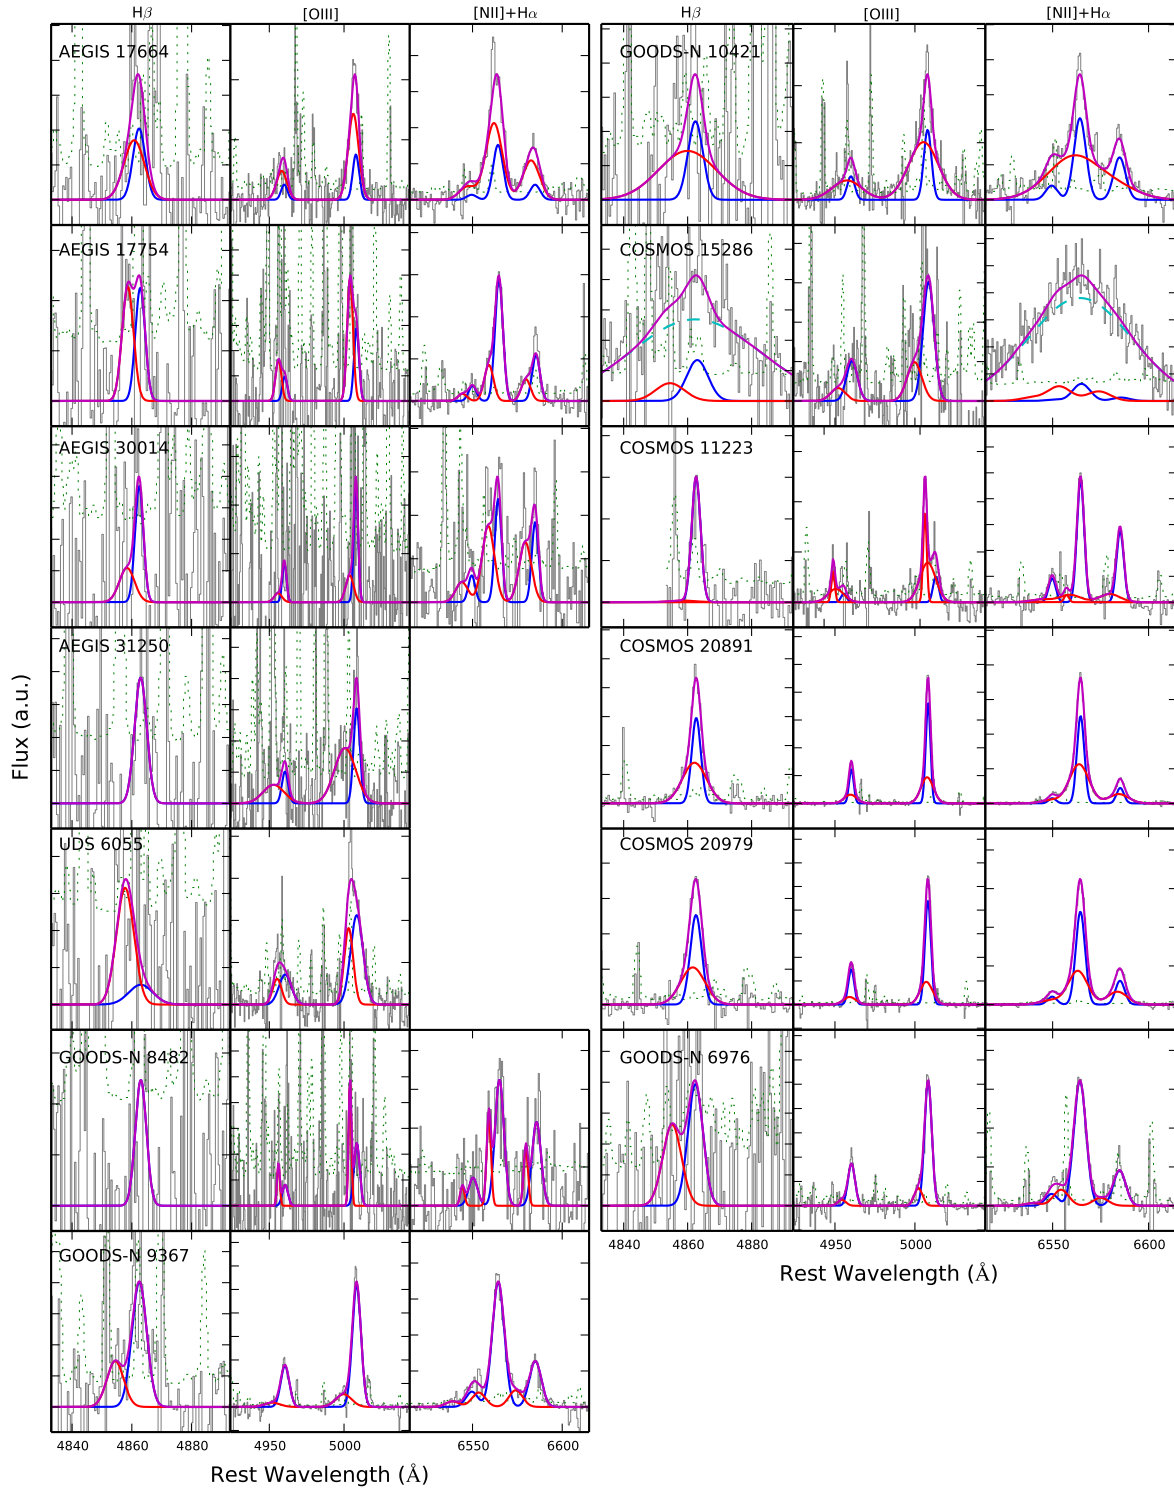 Hβ [OIII] [NII]+Hα
Hβ [OIII] [NII]+Hα
AEGIS 17664
GOODS-N 10421
AEGIS 17754
COSMOS 15286
AEGIS 30014
COSMOS 11223
AEGIS 31250
COSMOS 20891
Flux (a.u.)
UDS 6055
COSMOS 20979
GOODS-N 8482
GOODS-N 6976
4840 4860 4880 4950 5000 6550 6600
Rest Wavelength (Å)
GOODS-N 9367
4840 4860 4880 4950 5000 6550 6600
Rest Wavelength (Å)